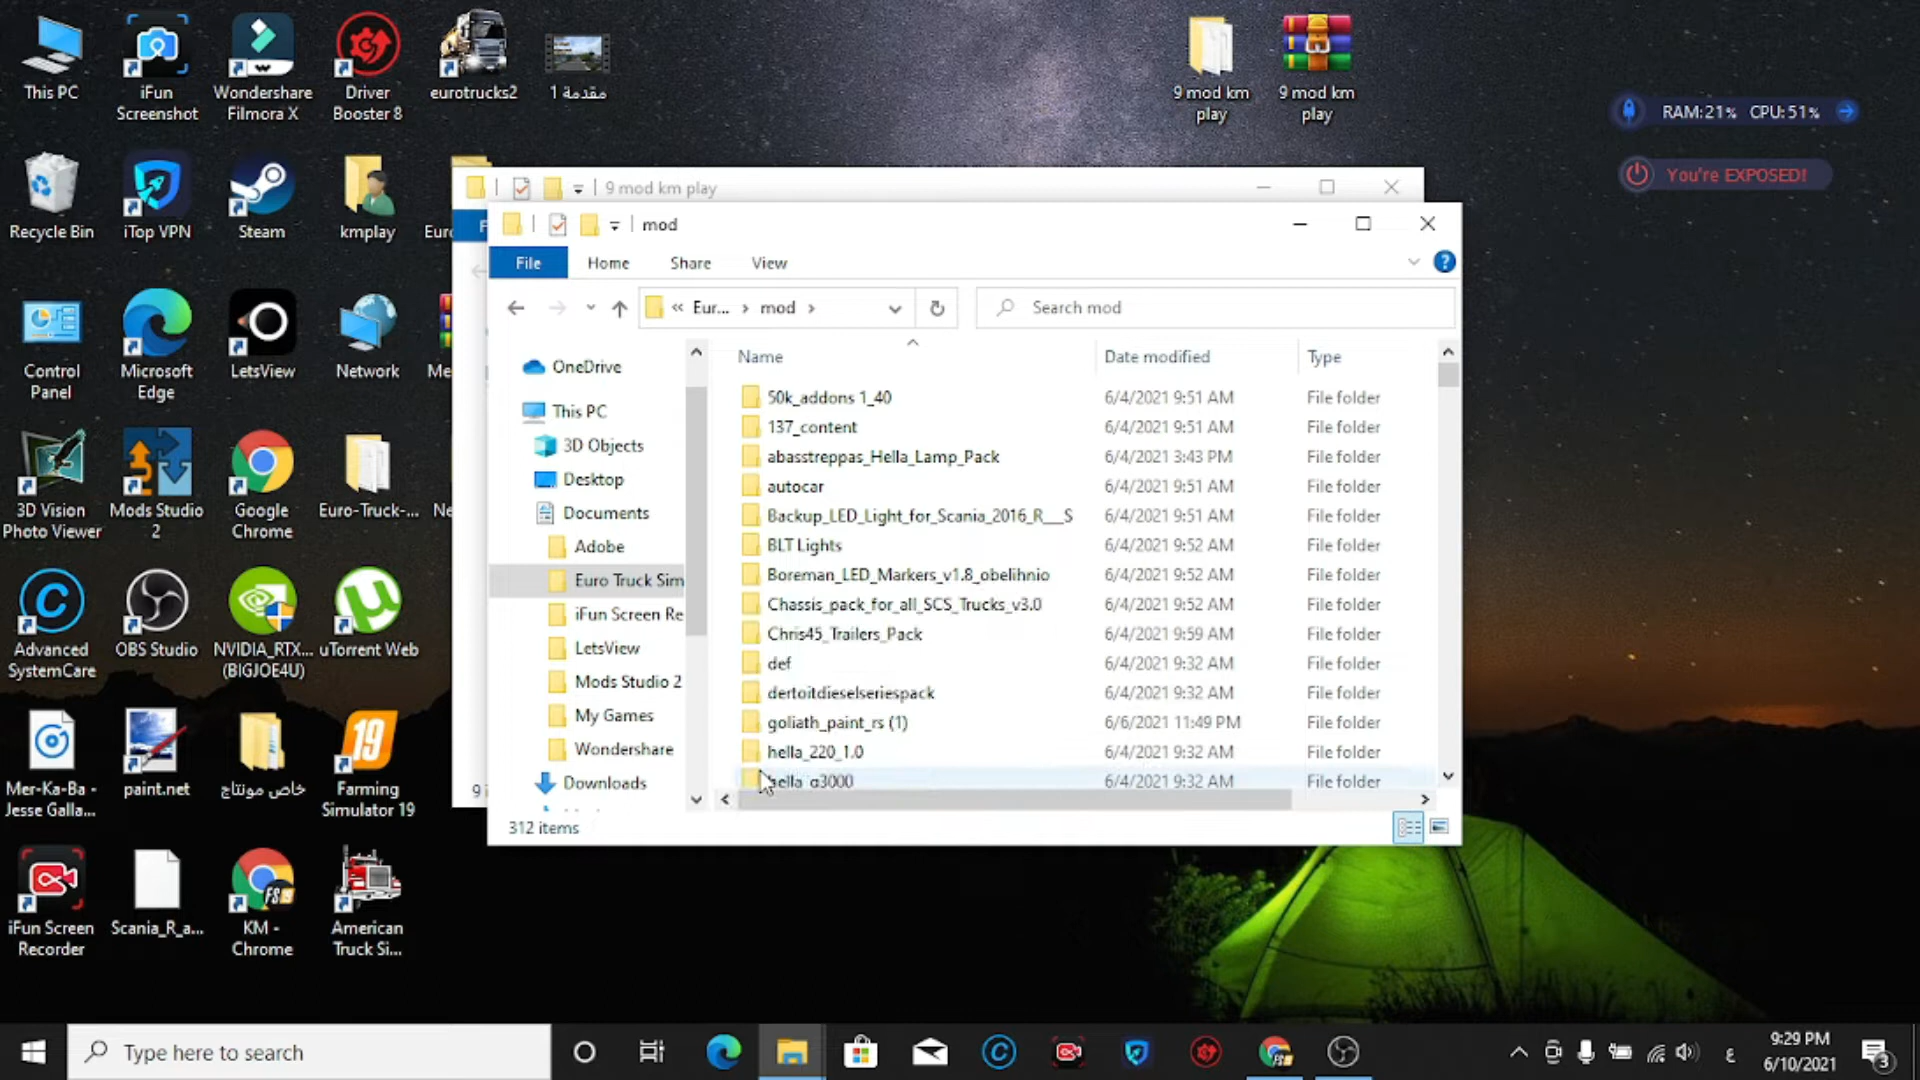 This PC
iFun
Screenshot
Wondershare
Filmora X
Driver
Booster 8
eurotrucks2
مقدمة 1
9 mod km
play
9 mod km
play
RAM:21% CPU:51%
You're EXPOSED!
Recycle Bin
iTop VPN
Steam
kmplay
Control
Panel
Microsoft
Edge
LetsView
Network
3D Vision
Photo Viewer
Mods Studio
2
Google
Chrome
Euro-Truck-...
Advanced
SystemCare
OBS Studio
NVIDIA_RTX...
(BIGJOE4U)
uTorrent Web
Mer-Ka-Ba -
Jesse Galla...
paint.net
خاص مونتاج
Farming
Simulator 19
iFun Screen
Recorder
Scania_R_a...
KM -
Chrome
American
Truck Si...
9 mod km play
mod
File Home Share View
« Eur... › mod ›
Search mod
Name Date modified Type
OneDrive
This PC
3D Objects
Desktop
Documents
Adobe
Euro Truck Sim
iFun Screen Re
LetsView
Mods Studio 2
My Games
Wondershare
Downloads
50k_addons 1_40 6/4/2021 9:51 AM File folder
137_content 6/4/2021 9:51 AM File folder
abasstreppas_Hella_Lamp_Pack 6/4/2021 3:43 PM File folder
autocar 6/4/2021 9:51 AM File folder
Backup_LED_Light_for_Scania_2016_R___S 6/4/2021 9:51 AM File folder
BLT Lights 6/4/2021 9:52 AM File folder
Boreman_LED_Markers_v1.8_obelihnio 6/4/2021 9:52 AM File folder
Chassis_pack_for_all_SCS_Trucks_v3.0 6/4/2021 9:52 AM File folder
Chris45_Trailers_Pack 6/4/2021 9:59 AM File folder
def 6/4/2021 9:32 AM File folder
dertoitdieselseriespack 6/4/2021 9:32 AM File folder
goliath_paint_rs (1) 6/6/2021 11:49 PM File folder
hella_220_1.0 6/4/2021 9:32 AM File folder
hella_g3000 6/4/2021 9:32 AM File folder
312 items
Type here to search
ع
9:29 PM
6/10/2021
3